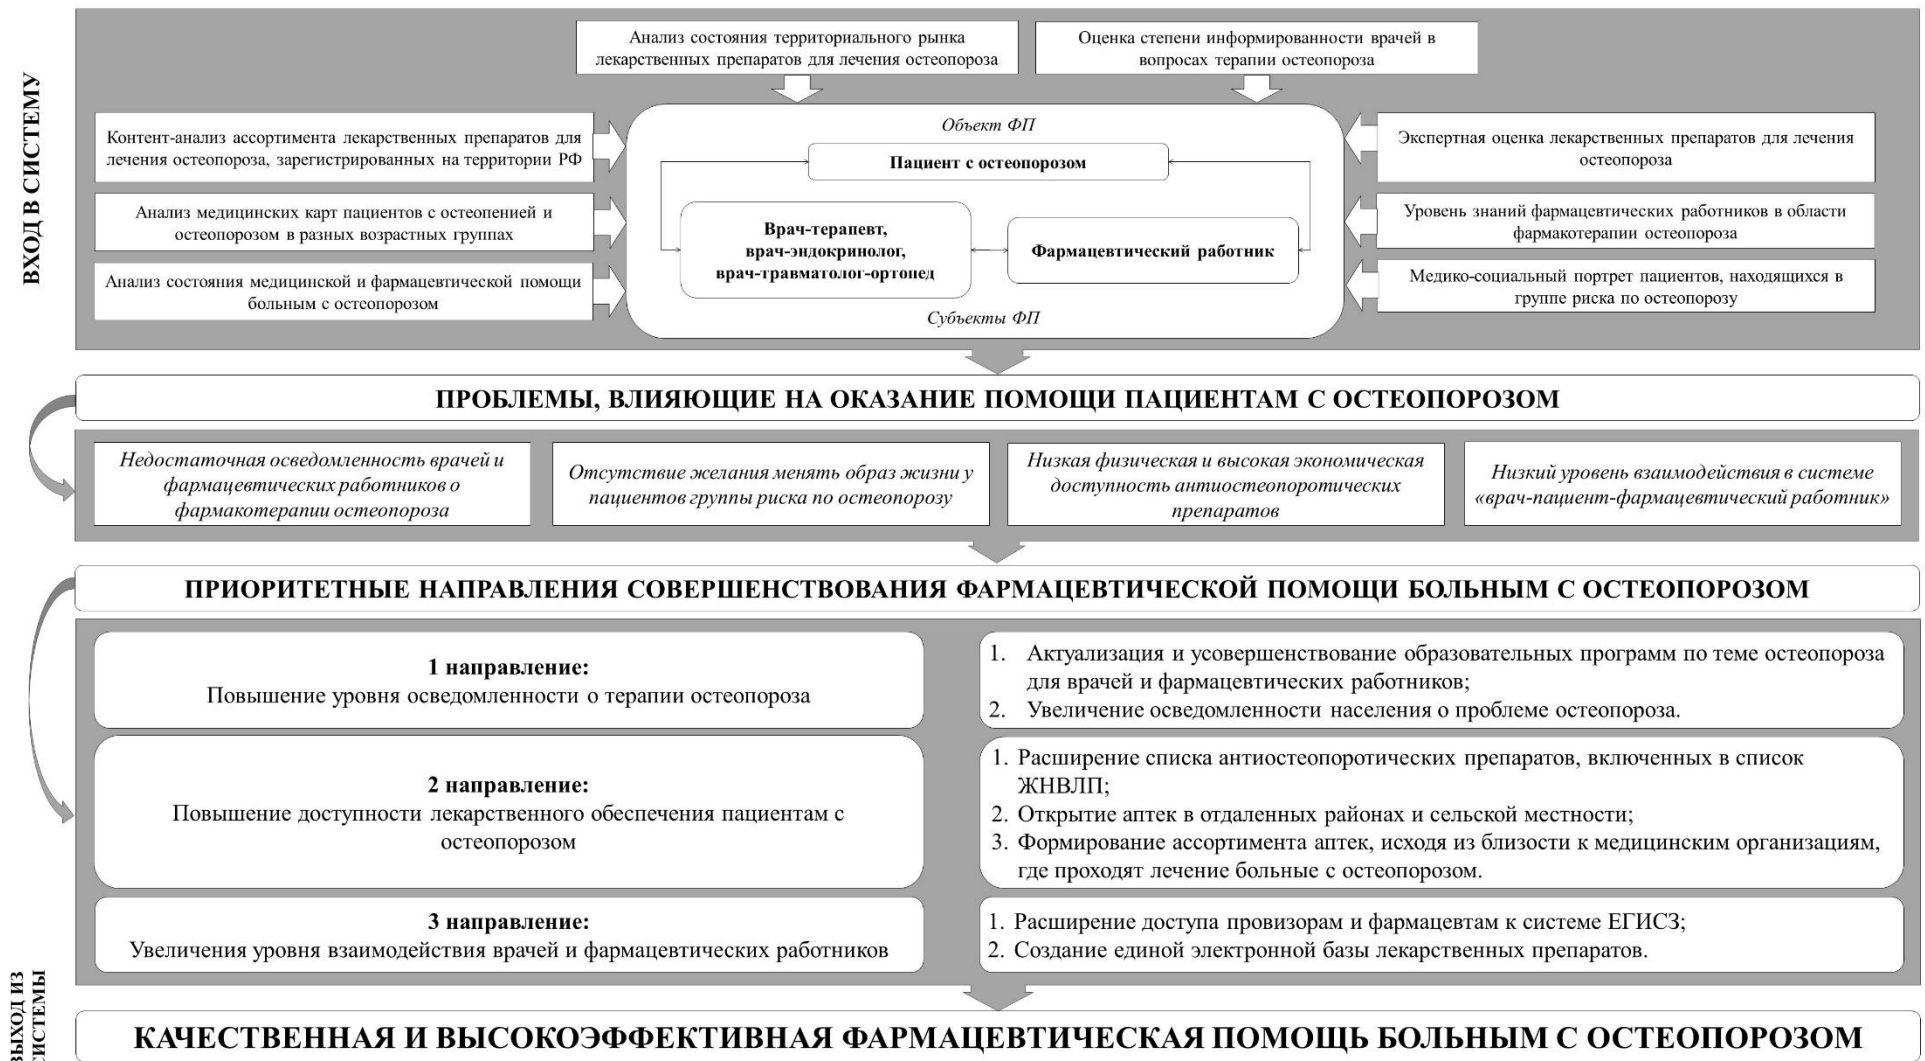 ВХОД В СИСТЕМУ
Анализ состояния территориального рынка
лекарственных препаратов для лечения остеопороза
Оценка степени информированности врачей в
вопросах терапии остеопороза
Контент-анализ ассортимента лекарственных препаратов для
лечения остеопороза, зарегистрированных на территории РФ
Анализ медицинских карт пациентов с остеопенией и
остеопорозом в разных возрастных группах
Анализ состояния медицинской и фармацевтической помощи
больным с остеопорозом
Объект ФП
Пациент с остеопорозом
Врач-терапевт,
врач-эндокринолог,
врач-травматолог-ортопед
Фармацевтический работник
Субъекты ФП
Экспертная оценка лекарственных препаратов для лечения
остеопороза
Уровень знаний фармацевтических работников в области
фармакотерапии остеопороза
Медико-социальный портрет пациентов, находящихся в
группе риска по остеопорозу
ПРОБЛЕМЫ, ВЛИЯЮЩИЕ НА ОКАЗАНИЕ ПОМОЩИ ПАЦИЕНТАМ С ОСТЕОПОРОЗОМ
Недостаточная осведомленность врачей и
фармацевтических работников о
фармакотерапии остеопороза
Отсутствие желания менять образ жизни у
пациентов группы риска по остеопорозу
Низкая физическая и высокая экономическая
доступность антиостеопоротических
препаратов
Низкий уровень взаимодействия в системе
«врач-пациент-фармацевтический работник»
ПРИОРИТЕТНЫЕ НАПРАВЛЕНИЯ СОВЕРШЕНСТВОВАНИЯ ФАРМАЦЕВТИЧЕСКОЙ ПОМОЩИ БОЛЬНЫМ С ОСТЕОПОРОЗОМ
1 направление:
Повышение уровня осведомленности о терапии остеопороза
1. Актуализация и усовершенствование образовательных программ по теме остеопороза
для врачей и фармацевтических работников;
2. Увеличение осведомленности населения о проблеме остеопороза.
2 направление:
Повышение доступности лекарственного обеспечения пациентам с
остеопорозом
1. Расширение списка антиостеопоротических препаратов, включенных в список
ЖНВЛП;
2. Открытие аптек в отдаленных районах и сельской местности;
3. Формирование ассортимента аптек, исходя из близости к медицинским организациям,
где проходят лечение больные с остеопорозом.
3 направление:
Увеличения уровня взаимодействия врачей и фармацевтических работников
1. Расширение доступа провизорам и фармацевтам к системе ЕГИСЗ;
2. Создание единой электронной базы лекарственных препаратов.
ВЫХОД ИЗ
СИСТЕМЫ
КАЧЕСТВЕННАЯ И ВЫСОКОЭФФЕКТИВНАЯ ФАРМАЦЕВТИЧЕСКАЯ ПОМОЩЬ БОЛЬНЫМ С ОСТЕОПОРОЗОМ